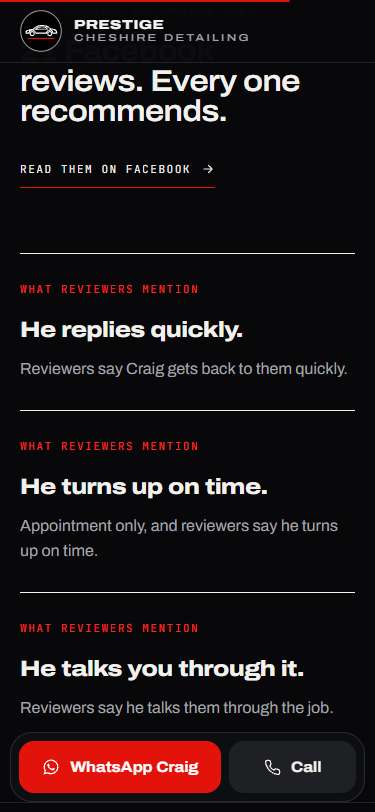 PRESTIGE
CHESHIRE DETAILING
Facebook
reviews. Every one
recommends.
READ THEM ON FACEBOOK →
WHAT REVIEWERS MENTION
He replies quickly.
Reviewers say Craig gets back to them quickly.
WHAT REVIEWERS MENTION
He turns up on time.
Appointment only, and reviewers say he turns
up on time.
WHAT REVIEWERS MENTION
He talks you through it.
Reviewers say he talks them through the job.
WhatsApp Craig
Call